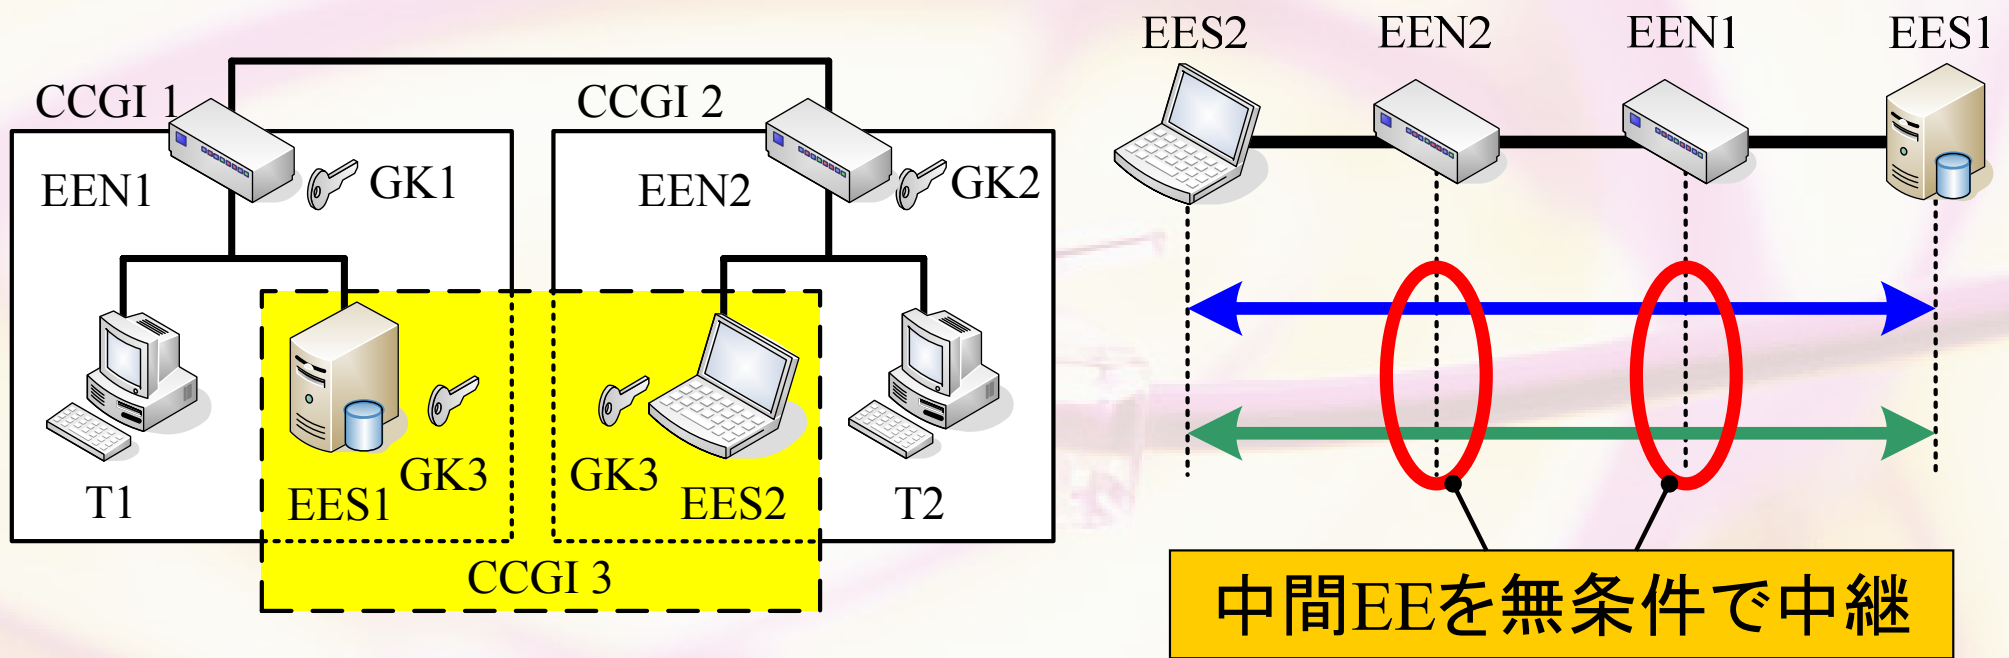 CCGI 1
CCGI 2
EEN1
GK1
EEN2
GK2
T1
EES1
GK3
GK3
EES2
T2
CCGI 3
EES2
EEN2
EEN1
EES1
中間EEを無条件で中継